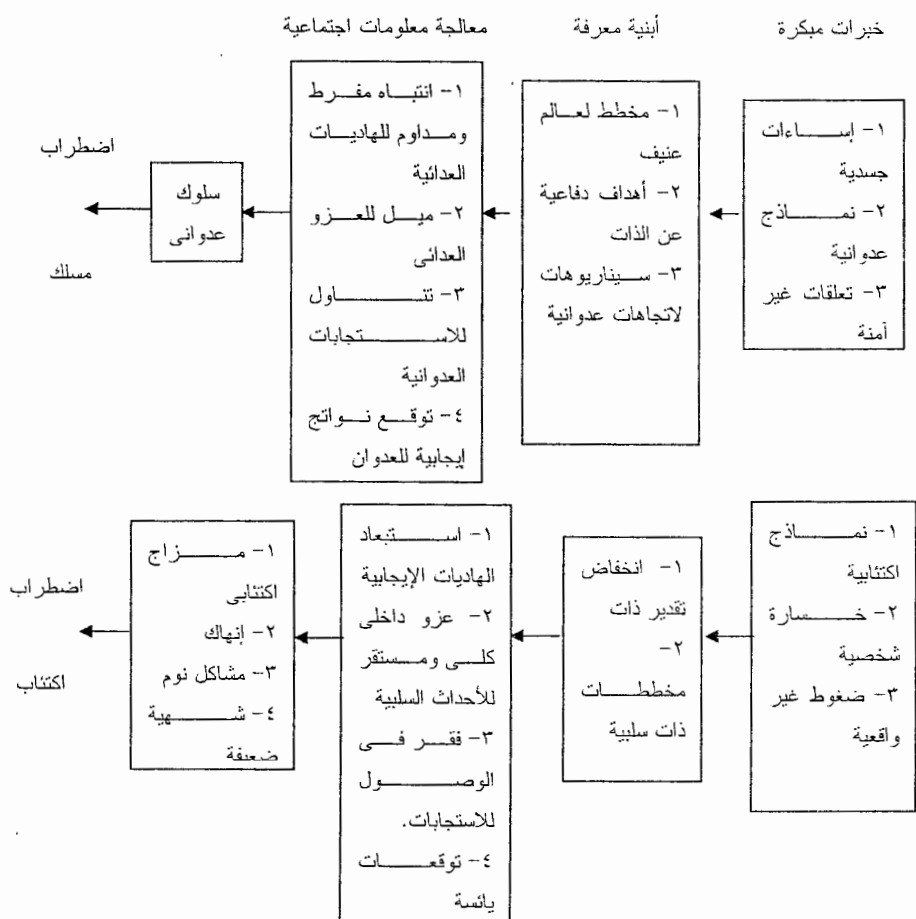 خبرات مبكرة
أبنية معرفة
معالجة معلومات اجتماعية
١- إساءات
جسدية
٢- نماذج
عدوانية
٣- تعلقات غير
آمنة
١- مخطط لعالم
عنيف
٢- أهداف دفاعية
عن الذات
٣- سيناريوهات
لاتجاهات عدوانية
١- انتباه مفرط
ومداوم للهاديات
العدائية
٢- ميل للعزو
العدائى
٣- تناول
للاستجابات
العدوانية
٤- توقع نواتج
إيجابية للعدوان
سلوك
عدوانى
اضطراب
مسلك
١- نماذج
اكتئابية
٢- خسارة
شخصية
٣- ضغوط غير
واقعية
١- انخفاض
تقدير ذات
٢-
مخططات
ذات سلبية
١- استبعاد
الهاديات الإيجابية
٢- عزو داخلى
كلى ومستقر
للأحداث السلبية
٣- فقر فى
الوصول
للاستجابات.
٤- توقعات
يائسة
١- مزاج
اكتئابى
٢- إنهاك
٣- مشاكل نوم
٤- شهية
ضعيفة
اضطراب
اكتئاب